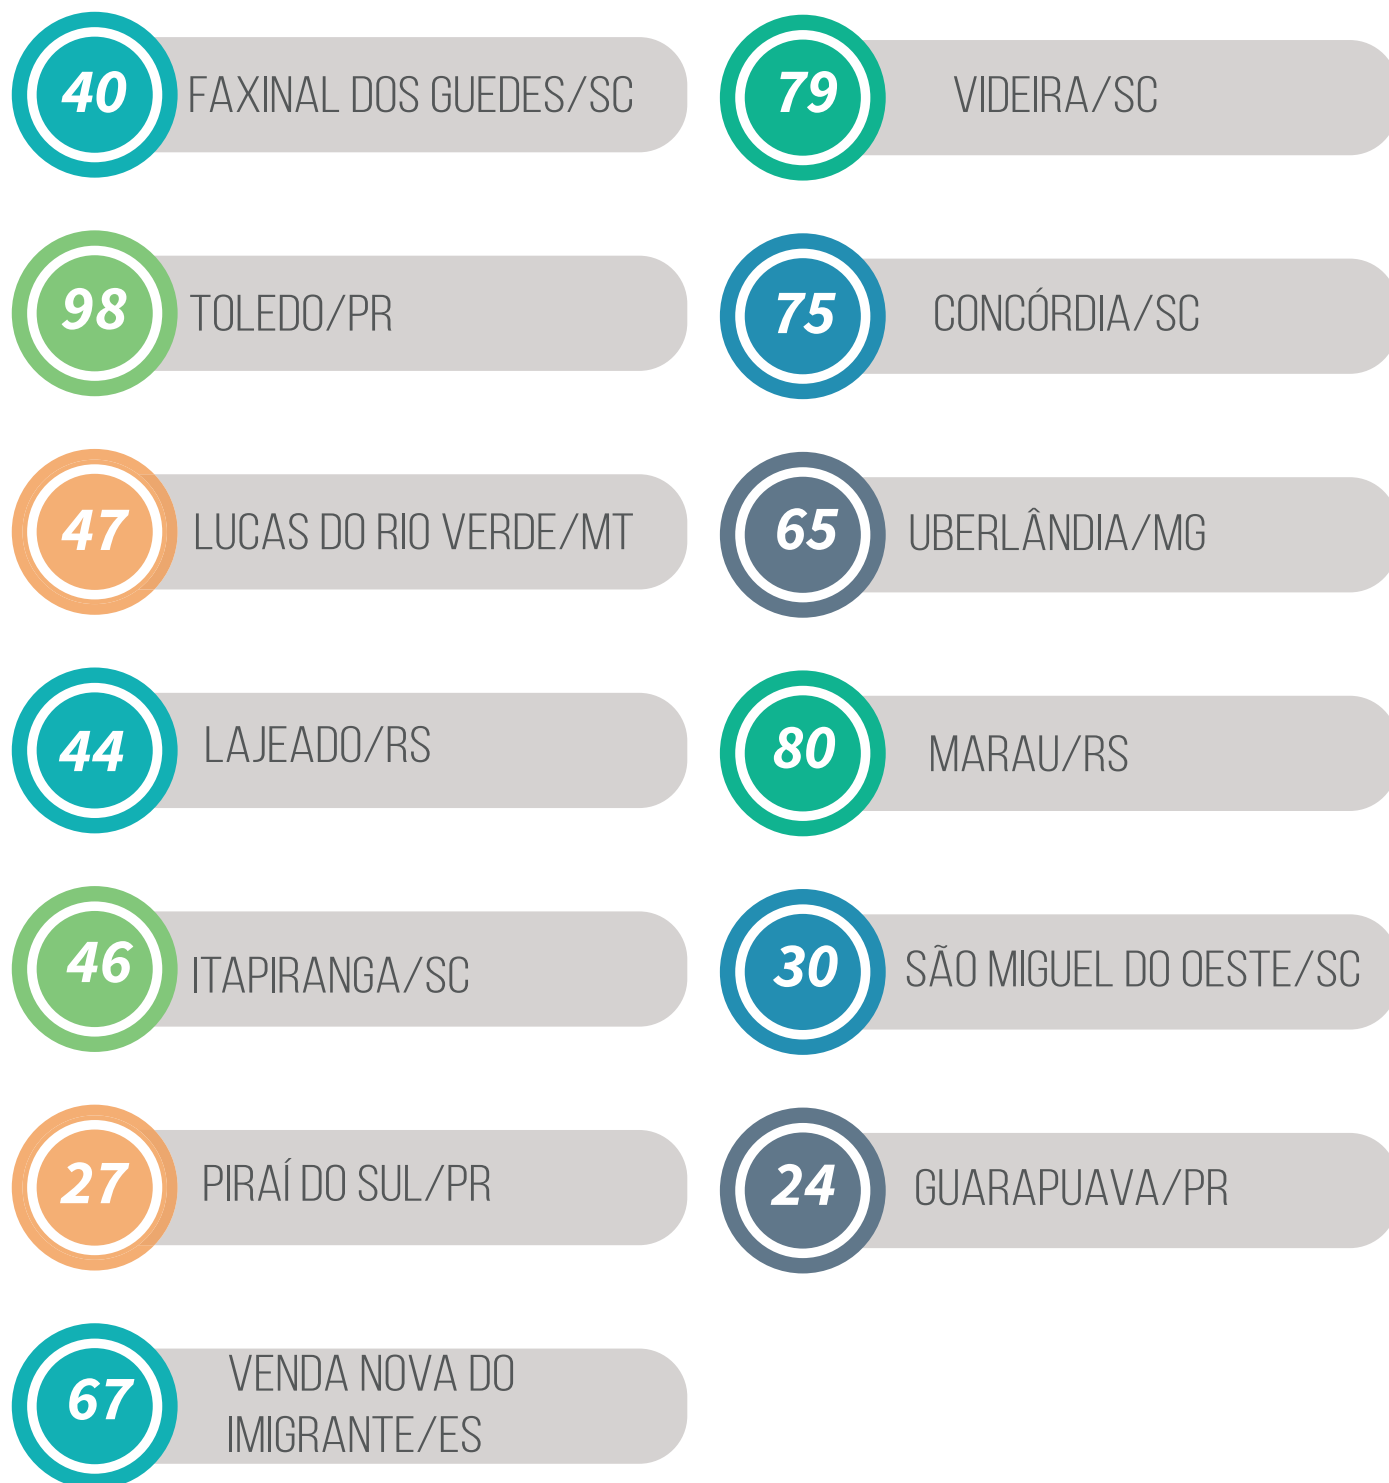 40
FAXINAL DOS GUEDES/SC
79
VIDEIRA/SC
98
TOLEDO/PR
75
CONCÓRDIA/SC
47
LUCAS DO RIO VERDE/MT
65
UBERLÂNDIA/MG
44
LAJEADO/RS
80
MARAU/RS
46
ITAPIRANGA/SC
30
SÃO MIGUEL DO OESTE/SC
27
PIRAÍ DO SUL/PR
24
GUARAPUAVA/PR
67
VENDA NOVA DO
IMIGRANTE/ES